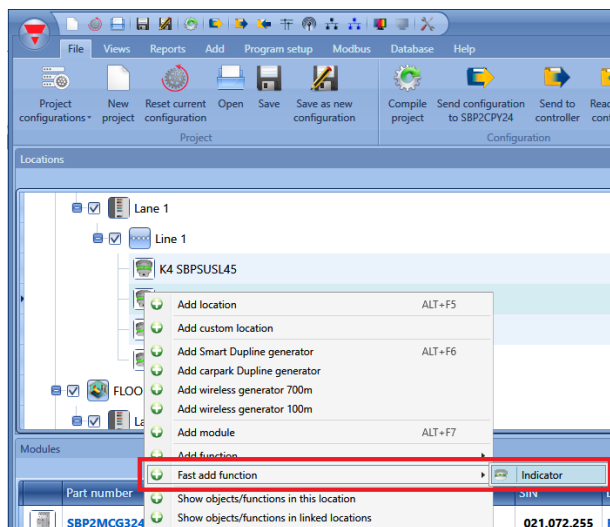 File Views Reports Add Program setup Modbus Database Help
Project configurations
New project
Reset current configuration
Open
Save
Save as new configuration
Compile project
Send configuration to SBP2CPY24
Send to controller
Project
Configuration
Locations
Lane 1
Line 1
K4 SBPSUSL45
Add location ALT+F5
Add custom location
Add Smart Dupline generator ALT+F6
Add carpark Dupline generator
Add wireless generator 700m
Add wireless generator 100m
FLOO
Add module ALT+F7
Modules
Add function
Fast add function Indicator
Part number SIN
Show objects/functions in this location
SBP2MCG324 Show objects/functions in linked locations 021.072.255